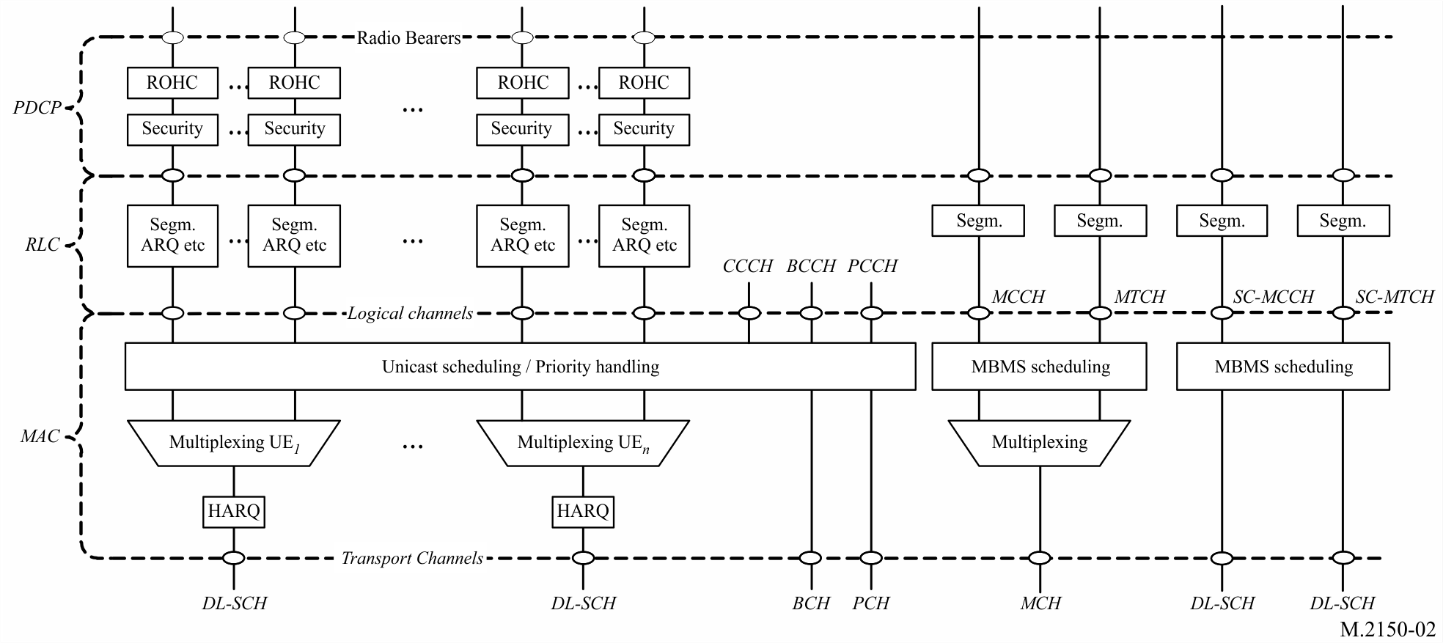 Radio Bearers
ROHC ... ROHC ROHC ... ROHC
PDCP ...
Security ... Security Security ... Security
Segm. ARQ etc ... Segm. ARQ etc ... Segm. ARQ etc ... Segm. ARQ etc Segm. Segm. Segm. Segm.
RLC
CCCH BCCH PCCH
MCCH MTCH SC-MCCH SC-MTCH
Logical channels
Unicast scheduling / Priority handling MBMS scheduling MBMS scheduling
MAC Multiplexing UE1 ... Multiplexing UEn Multiplexing
HARQ HARQ
Transport Channels
DL-SCH DL-SCH BCH PCH MCH DL-SCH DL-SCH
M.2150-02